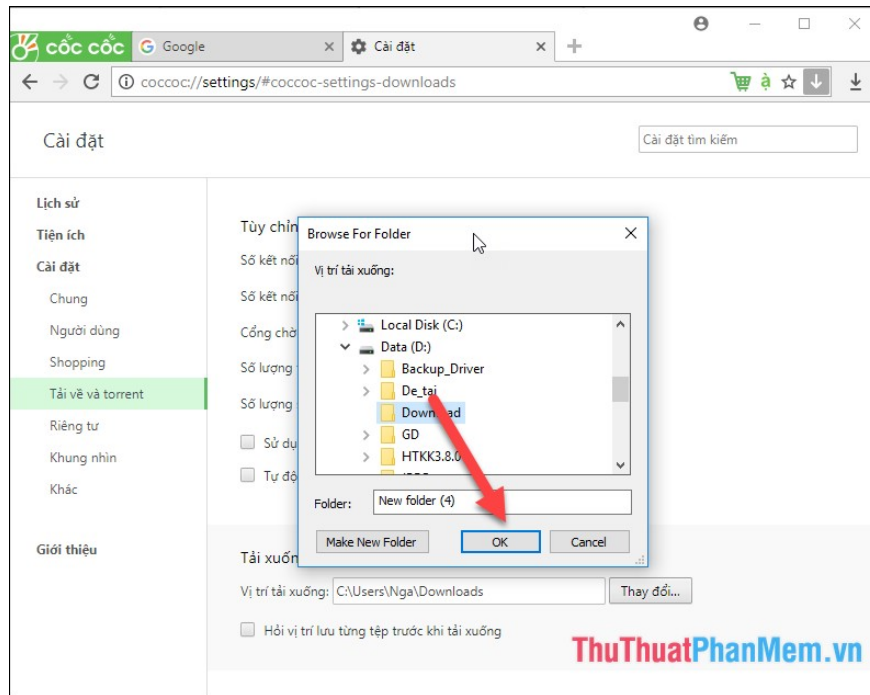 cốc cốc
Google
Cài đặt
coccoc://settings/#coccoc-settings-downloads
Cài đặt
Cài đặt tìm kiếm
Lịch sử
Tiện ích
Cài đặt
Chung
Người dùng
Shopping
Tải về và torrent
Riêng tư
Khung nhìn
Khác
Giới thiệu
Tùy chỉn
Số kết nối
Số kết nối
Cổng chờ
Số lượng
Số lượng
Sử dụ
Tự độ
Browse For Folder
Vị trí tải xuống:
Local Disk (C:)
Data (D:)
Backup_Driver
De_tai
Download
GD
HTKK3.8.0
Folder: New folder (4)
Make New Folder OK Cancel
Tải xuốn
Vị trí tải xuống: C:\Users\Nga\Downloads Thay đổi...
Hỏi vị trí lưu từng tệp trước khi tải xuống
ThuThuatPhanMem.vn